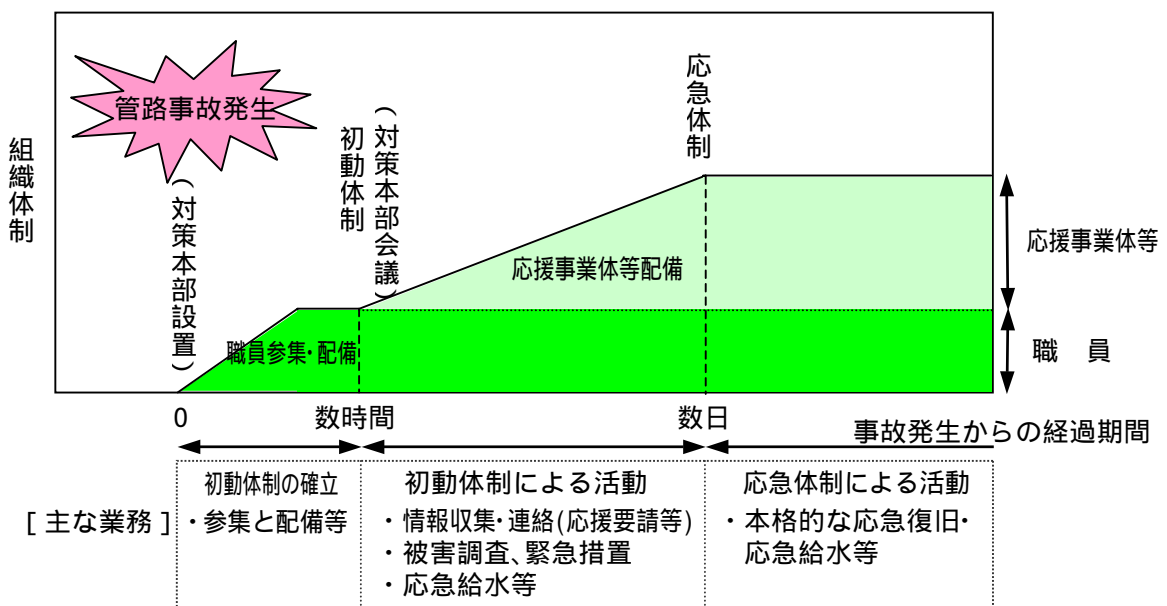 管路事故発生
組織体制
(対策本部設置)
初動体制
(対策本部会議)
応急体制
応援事業体等配備
職員参集・配備
応援事業体等
職 員
0
数時間
数日
事故発生からの経過期間
[主な業務]
初動体制の確立
・参集と配備等
初動体制による活動
・情報収集・連絡(応援要請等)
・被害調査、緊急措置
・応急給水等
応急体制による活動
・本格的な応急復旧・
応急給水等